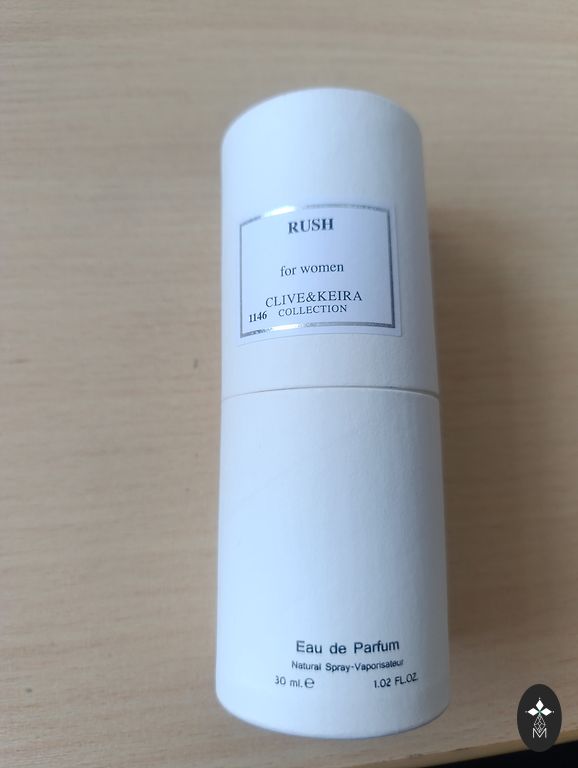 RUSH
for women
CLIVE&KEIRA
1146 COLLECTION
Eau de Parfum
Natural Spray-Vaporisateur
30 ml.℮ 1.02 FL.OZ.
M